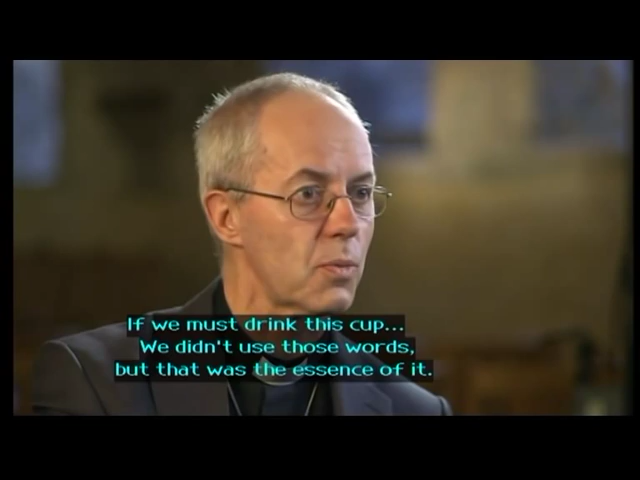 If we must drink this cup...
We didn't use those words,
but that was the essence of it.